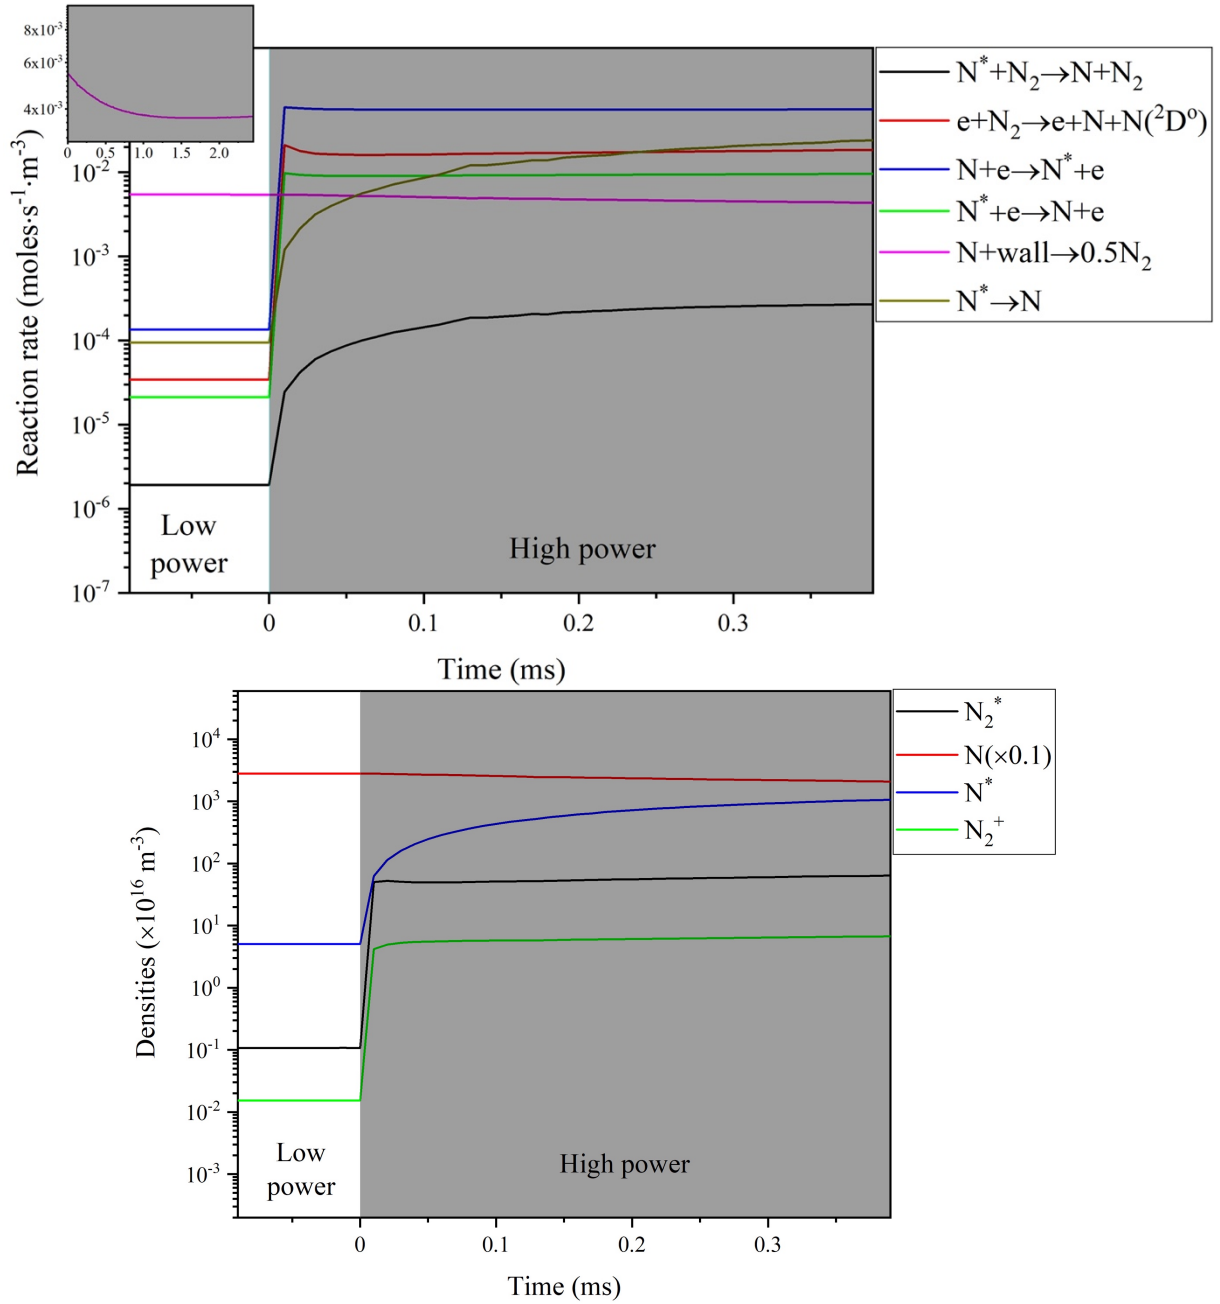 8x10⁻³
6x10⁻³
4x10⁻³
0 0.5 1.0 1.5 2.0
10⁻²
10⁻³
10⁻⁴
10⁻⁵
10⁻⁶
10⁻⁷
Reaction rate (moles·s⁻¹·m⁻³)
Low
power
High power
0 0.1 0.2 0.3
Time (ms)
N*+N₂→N+N₂
e+N₂→e+N+N(²Dº)
N+e→N*+e
N*+e→N+e
N+wall→0.5N₂
N*→N
10⁴
10³
10²
10¹
10⁰
10⁻¹
10⁻²
10⁻³
Densities (×10¹⁶ m⁻³)
Low
power
High power
0 0.1 0.2 0.3
Time (ms)
N₂*
N(×0.1)
N*
N₂⁺